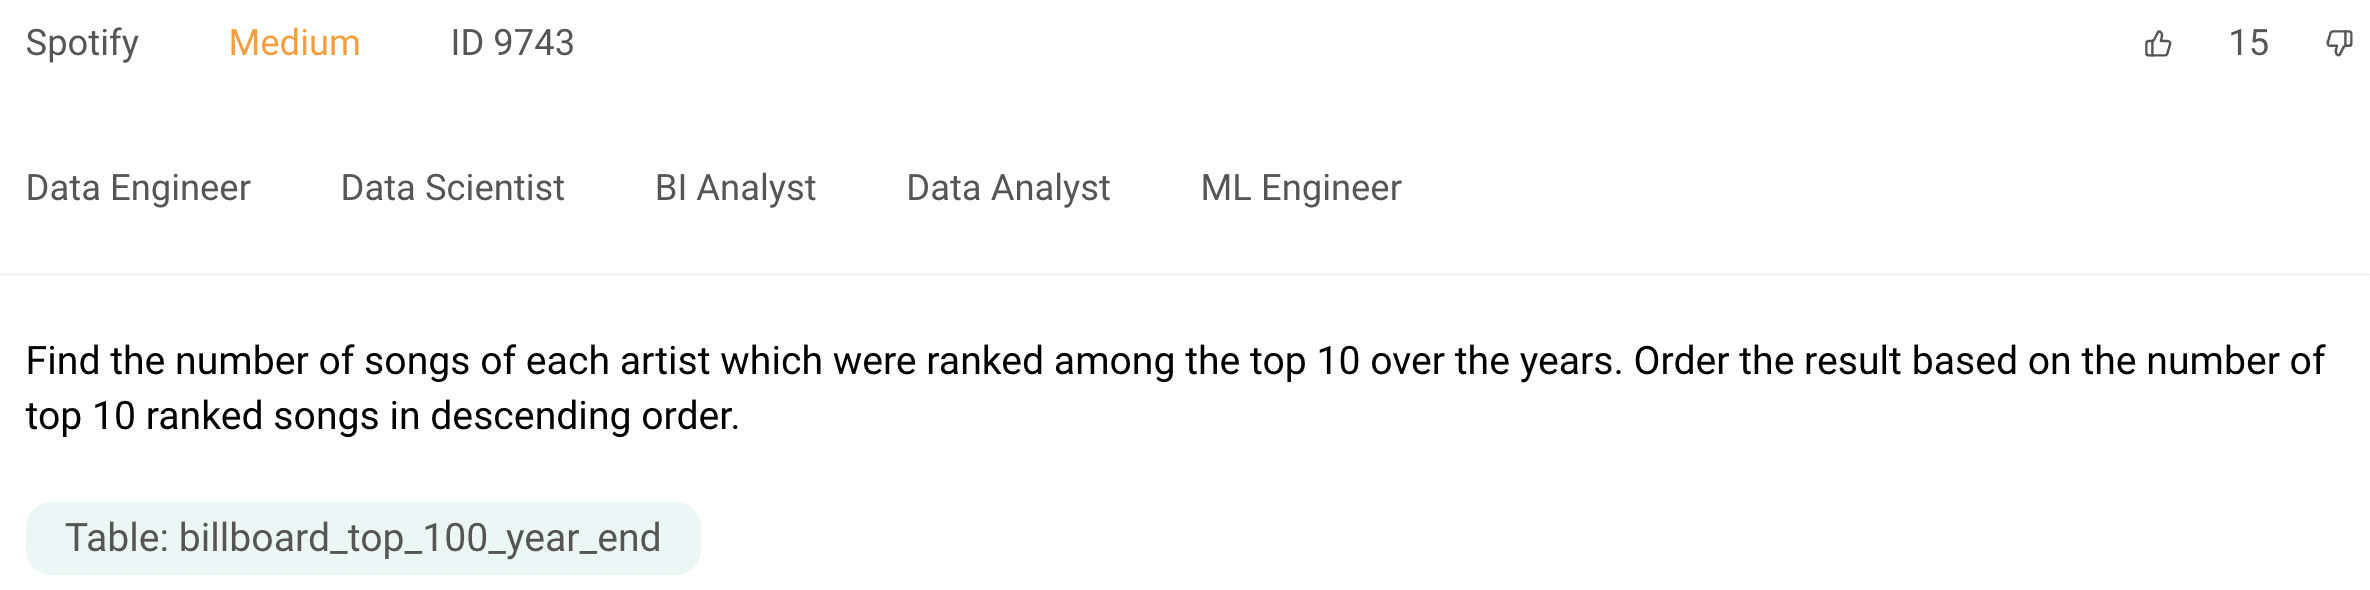 Spotify Medium ID 9743 15
Data Engineer Data Scientist BI Analyst Data Analyst ML Engineer
Find the number of songs of each artist which were ranked among the top 10 over the years. Order the result based on the number of
top 10 ranked songs in descending order.
Table: billboard_top_100_year_end